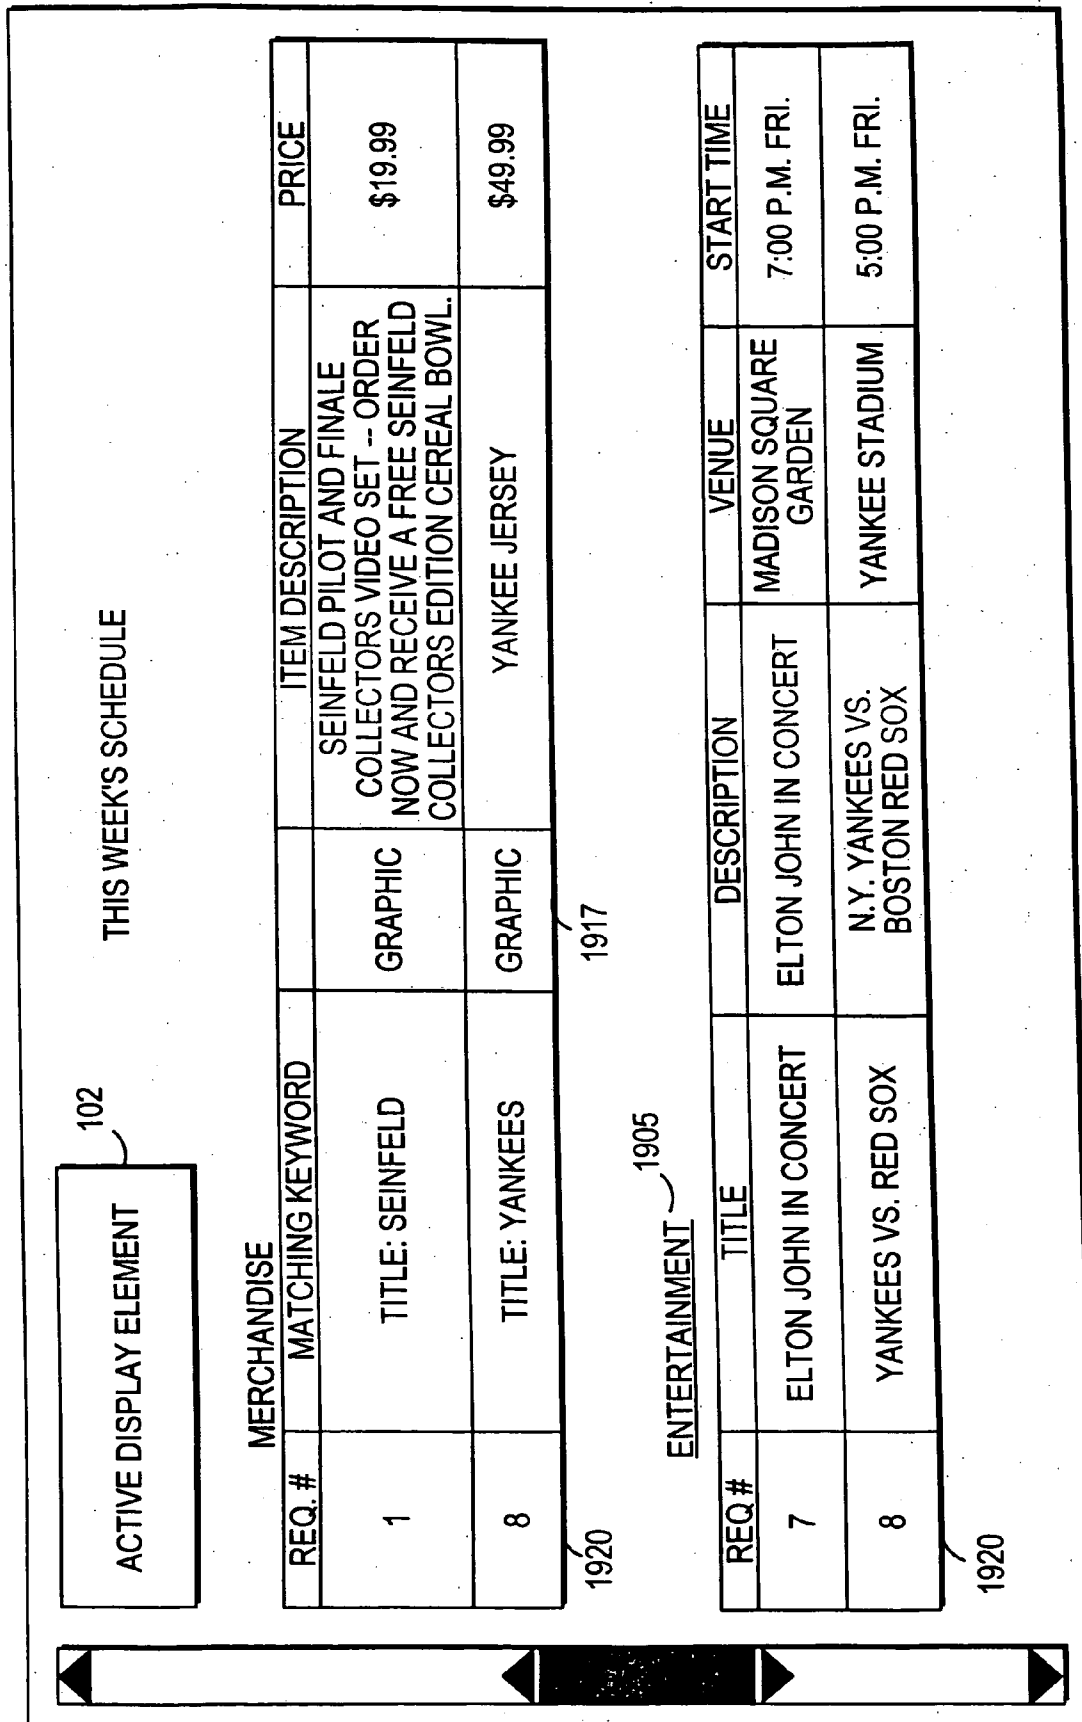 ACTIVE DISPLAY ELEMENT
102
THIS WEEK'S SCHEDULE
MERCHANDISE
REQ. #
MATCHING KEYWORD
ITEM DESCRIPTION
PRICE
1
TITLE: SEINFELD
GRAPHIC
SEINFELD PILOT AND FINALE
COLLECTORS VIDEO SET -- ORDER
NOW AND RECEIVE A FREE SEINFELD
COLLECTORS EDITION CEREAL BOWL.
$19.99
8
TITLE: YANKEES
GRAPHIC
YANKEE JERSEY
$49.99
1920
1917
ENTERTAINMENT
1905
REQ #
TITLE
DESCRIPTION
VENUE
START TIME
7
ELTON JOHN IN CONCERT
ELTON JOHN IN CONCERT
MADISON SQUARE
GARDEN
7:00 P.M. FRI.
8
YANKEES VS. RED SOX
N.Y. YANKEES VS.
BOSTON RED SOX
YANKEE STADIUM
5:00 P.M. FRI.
1920